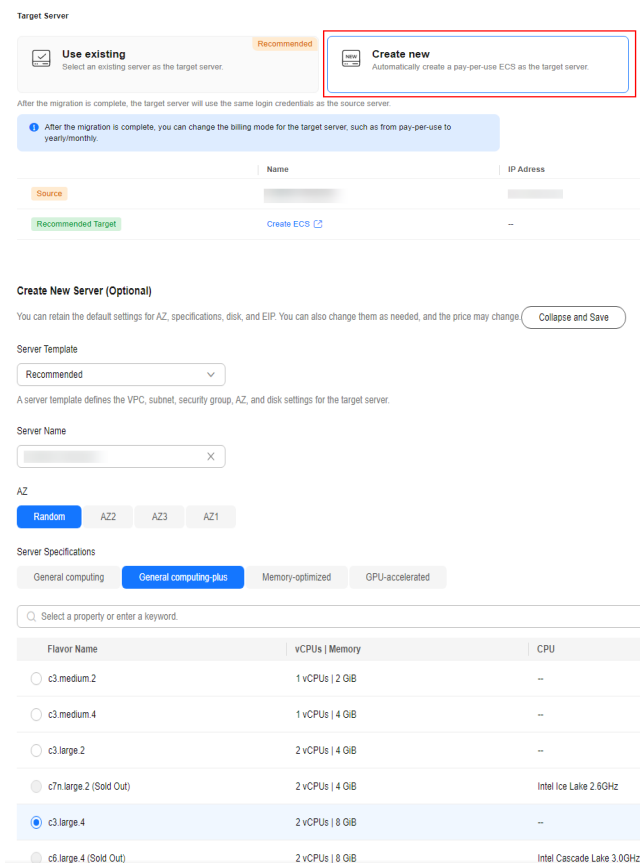 Target Server
Recommended
Use existing
Select an existing server as the target server.
NEW
Create new
Automatically create a pay-per-use ECS as the target server.
After the migration is complete, the target server will use the same login credentials as the source server.
After the migration is complete, you can change the billing mode for the target server, such as from pay-per-use to
yearly/monthly.
Name IP Adress
Source
Recommended Target Create ECS --
Create New Server (Optional)
You can retain the default settings for AZ, specifications, disk, and EIP. You can also change them as needed, and the price may change. Collapse and Save
Server Template
Recommended
A server template defines the VPC, subnet, security group, AZ, and disk settings for the target server.
Server Name
AZ
Random AZ2 AZ3 AZ1
Server Specifications
General computing General computing-plus Memory-optimized GPU-accelerated
Select a property or enter a keyword.
Flavor Name vCPUs | Memory CPU
c3.medium.2 1 vCPUs | 2 GiB --
c3.medium.4 1 vCPUs | 4 GiB --
c3.large.2 2 vCPUs | 4 GiB --
c7n.large.2 (Sold Out) 2 vCPUs | 4 GiB Intel Ice Lake 2.6GHz
c3.large.4 2 vCPUs | 8 GiB --
c6.large.4 (Sold Out) 2 vCPUs | 8 GiB Intel Cascade Lake 3.0GHz